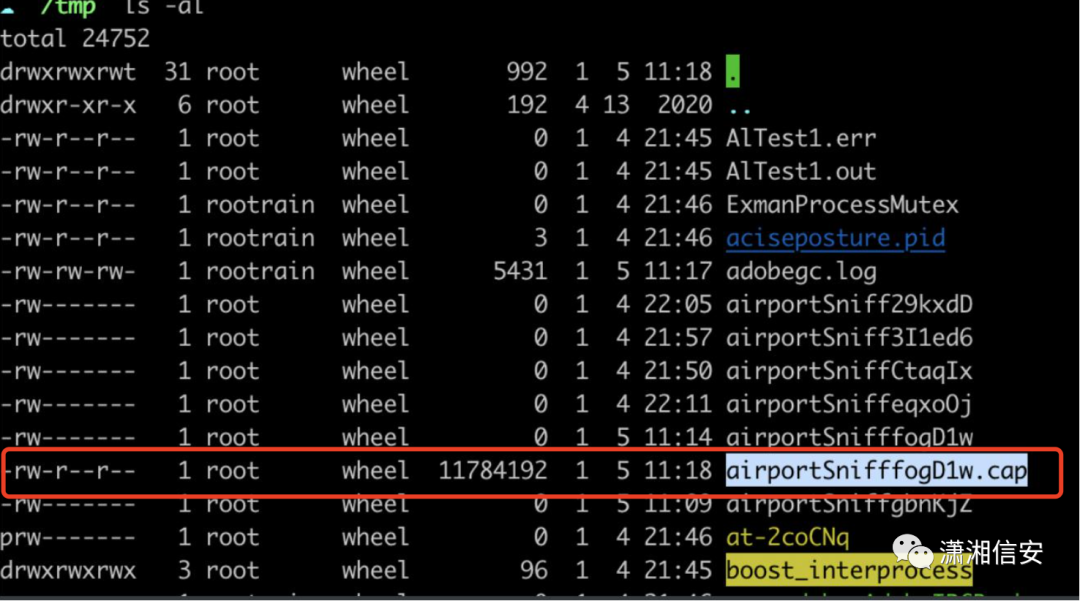 /tmp ls -al
total 24752
drwxrwxrwt 31 root wheel 992 1 5 11:18 .
drwxr-xr-x 6 root wheel 192 4 13 2020 ..
-rw-r--r-- 1 root wheel 0 1 4 21:45 AlTest1.err
-rw-r--r-- 1 root wheel 0 1 4 21:45 AlTest1.out
-rw-r--r-- 1 rootrain wheel 0 1 4 21:46 ExmanProcessMutex
-rw-r--r-- 1 rootrain wheel 3 1 4 21:46 aciseposture.pid
-rw-rw-rw- 1 rootrain wheel 5431 1 5 11:17 adobegc.log
-rw------- 1 root wheel 0 1 4 22:05 airportSniff29kxdD
-rw------- 1 root wheel 0 1 4 21:57 airportSniff3I1ed6
-rw------- 1 root wheel 0 1 4 21:50 airportSniffCtaqIx
-rw------- 1 root wheel 0 1 4 22:11 airportSniffeqxoOj
-rw------- 1 root wheel 0 1 5 11:14 airportSnifffogD1w
-rw-r--r-- 1 root wheel 11784192 1 5 11:18 airportSnifffogD1w.cap
-rw------- 1 root wheel 0 1 5 11:09 airportSniffgbnKjZ
prw------- 1 root wheel 0 1 4 21:46 at-2coCNq
drwxrwxrwx 3 root wheel 96 1 4 21:45 boost_interprocess
潇湘信安